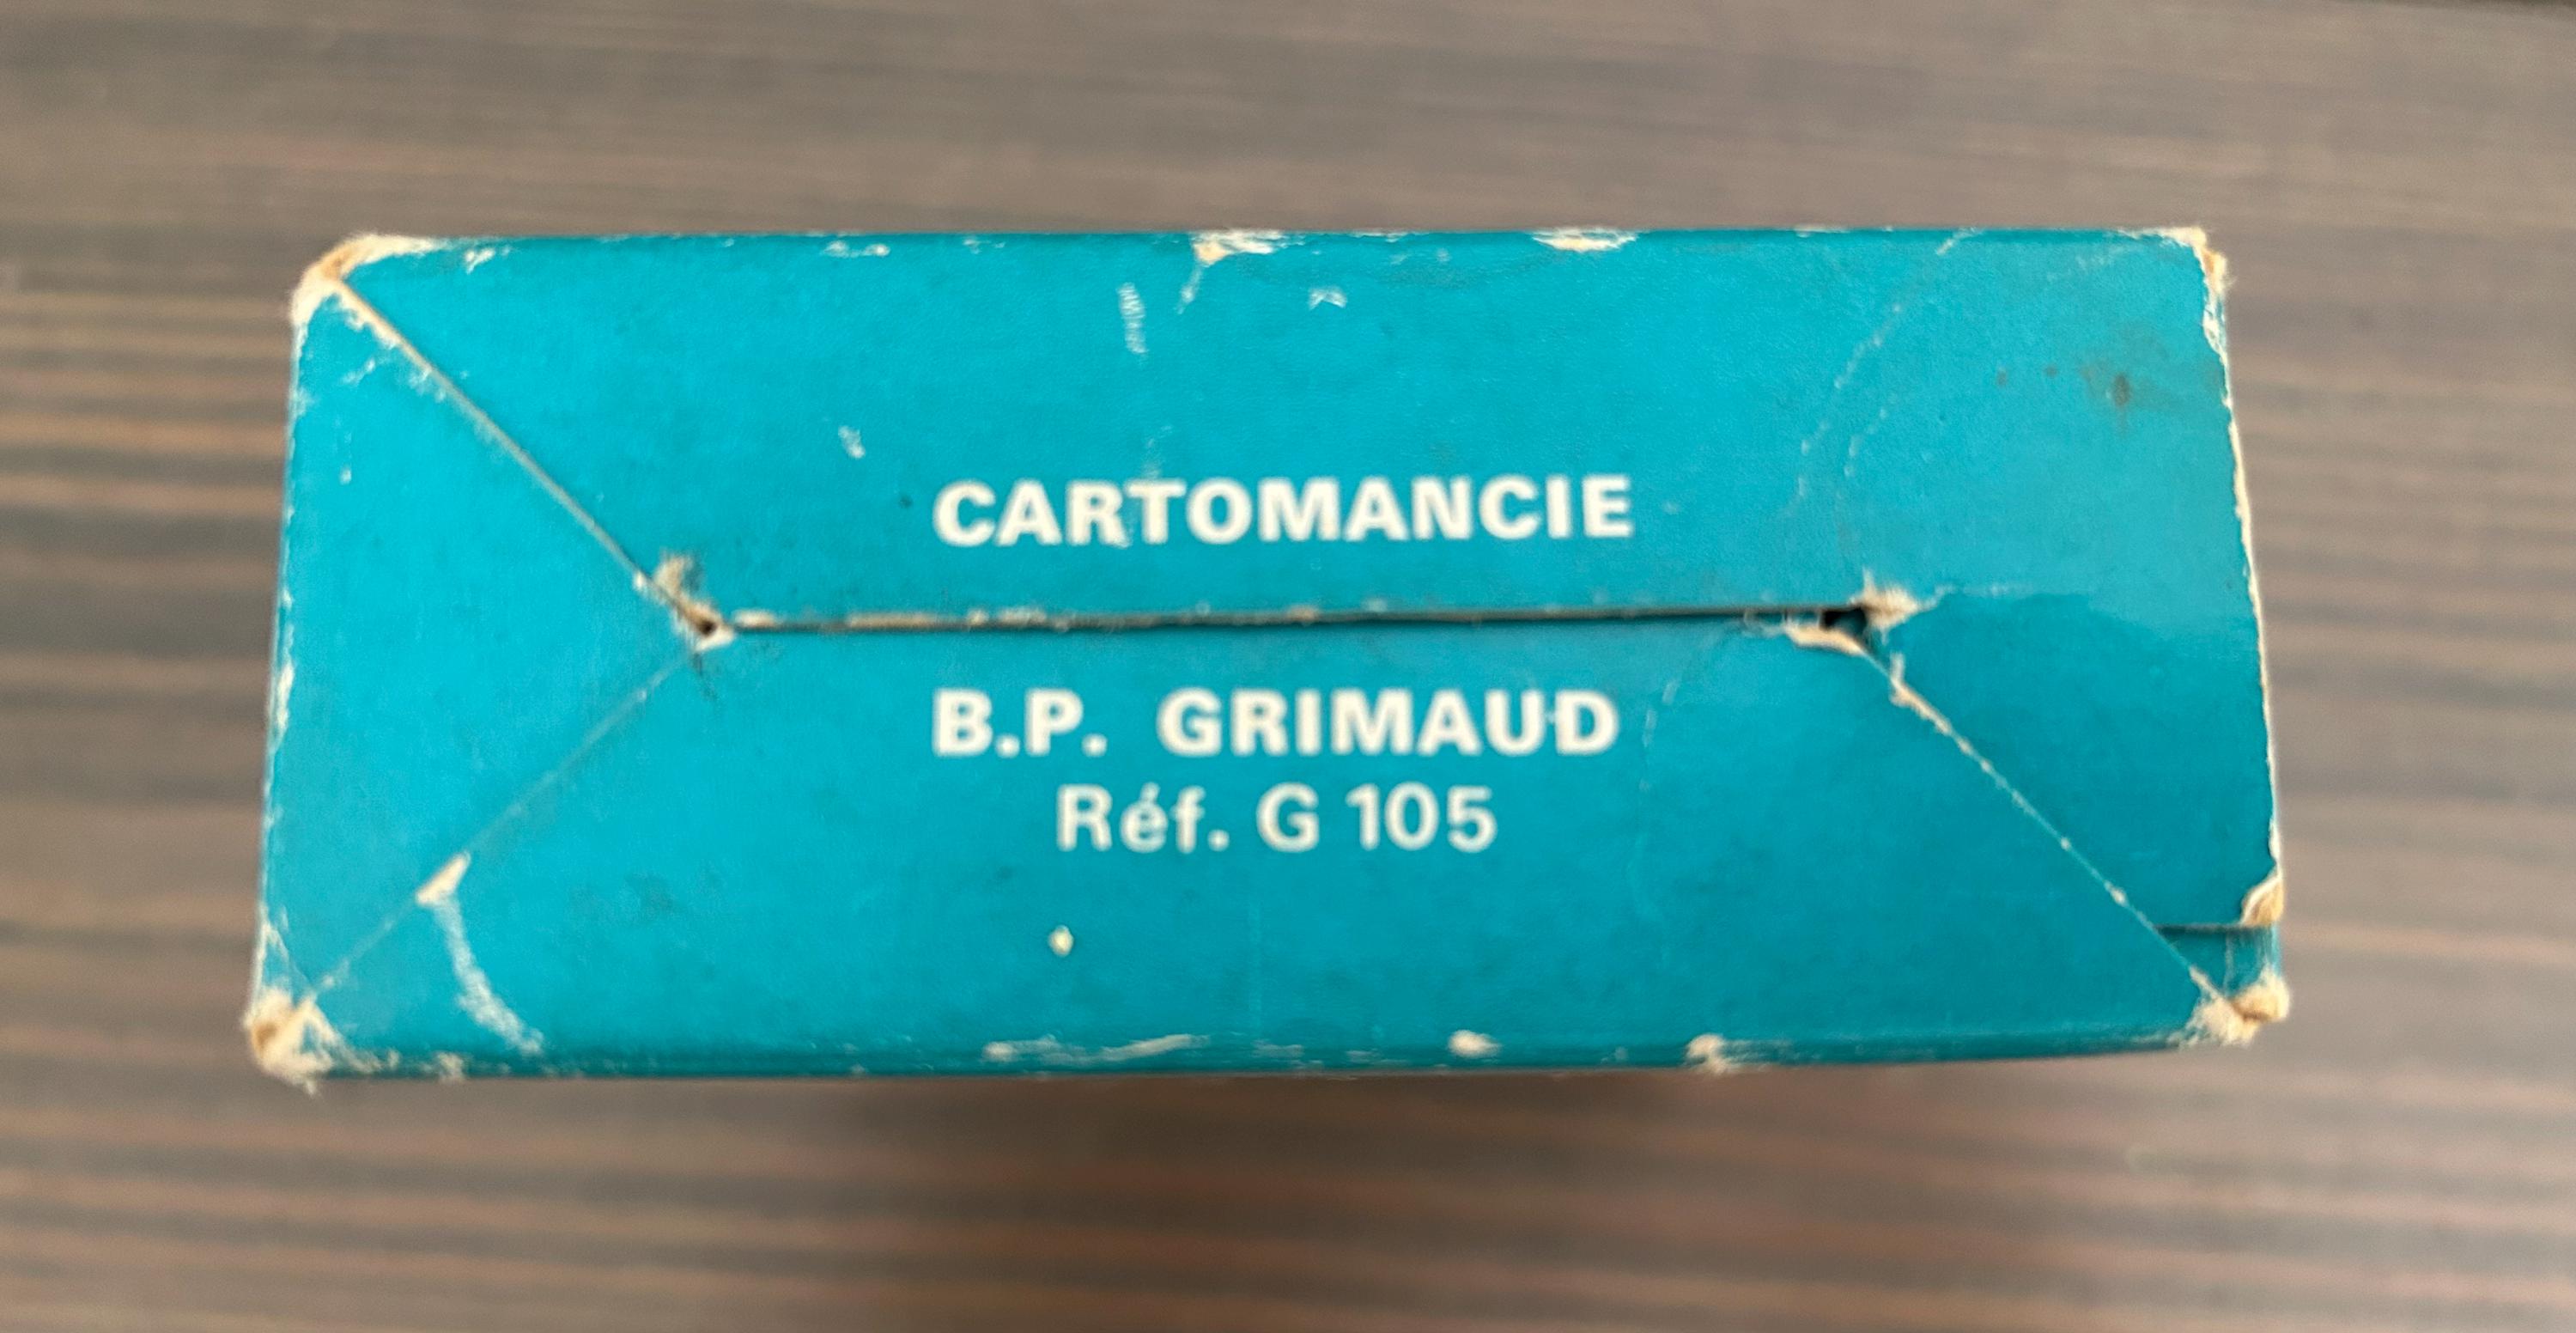 CARTOMANCIE
B.P. GRIMAUD
Réf. G 105